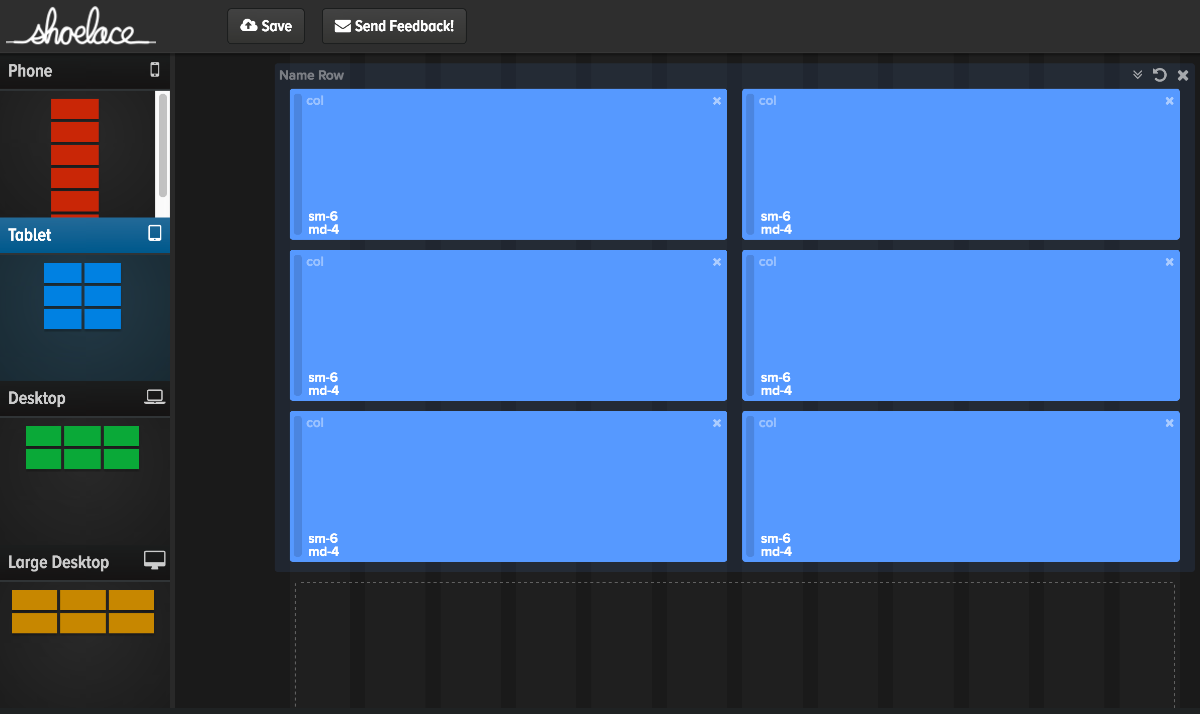 shoelace
Save
Send Feedback!
Phone
Tablet
Desktop
Large Desktop
Name Row
col
sm-6
md-4
col
sm-6
md-4
col
sm-6
md-4
col
sm-6
md-4
col
sm-6
md-4
col
sm-6
md-4